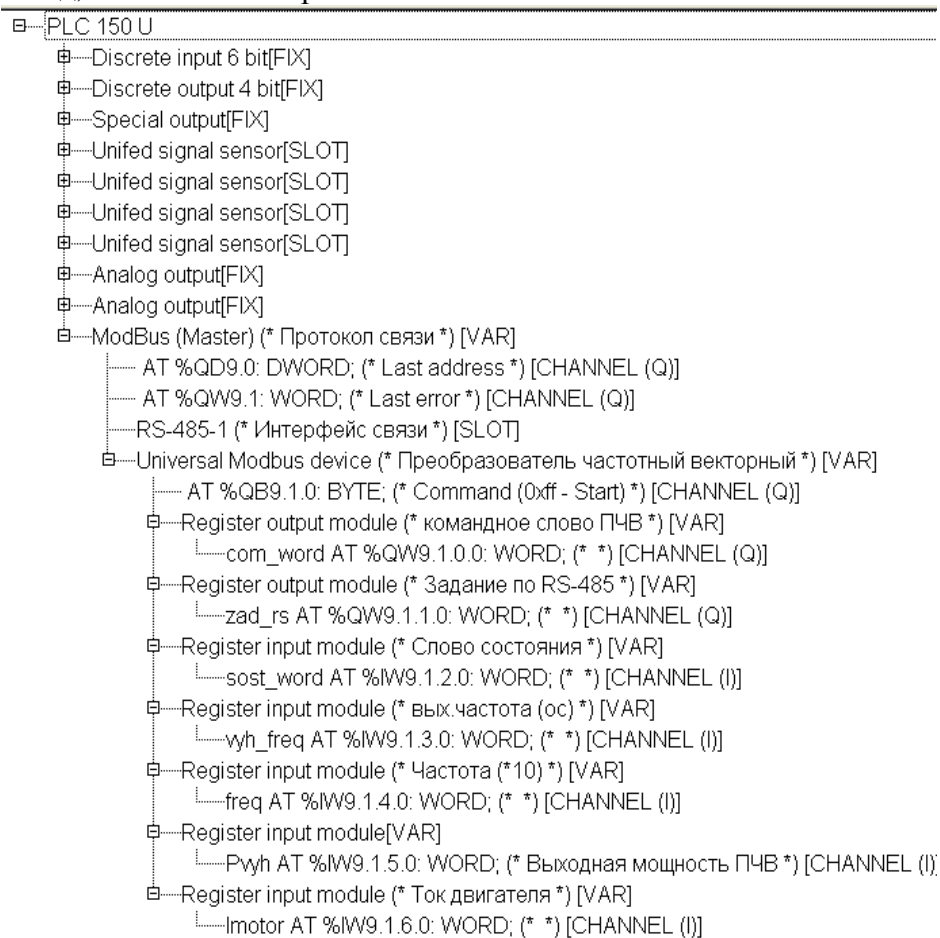 PLC 150 U
Discrete input 6 bit[FIX]
Discrete output 4 bit[FIX]
Special output[FIX]
Unifed signal sensor[SLOT]
Unifed signal sensor[SLOT]
Unifed signal sensor[SLOT]
Unifed signal sensor[SLOT]
Analog output[FIX]
Analog output[FIX]
ModBus (Master) (* Протокол связи *) [VAR]
AT %QD9.0: DWORD; (* Last address *) [CHANNEL (Q)]
AT %QW9.1: WORD; (* Last error *) [CHANNEL (Q)]
RS-485-1 (* Интерфейс связи *) [SLOT]
Universal Modbus device (* Преобразователь частотный векторный *) [VAR]
AT %QB9.1.0: BYTE; (* Command (0xff - Start) *) [CHANNEL (Q)]
Register output module (* командное слово ПЧВ *) [VAR]
com_word AT %QW9.1.0.0: WORD; (* *) [CHANNEL (Q)]
Register output module (* Задание по RS-485 *) [VAR]
zad_rs AT %QW9.1.1.0: WORD; (* *) [CHANNEL (Q)]
Register input module (* Слово состояния *) [VAR]
sost_word AT %IW9.1.2.0: WORD; (* *) [CHANNEL (I)]
Register input module (* вых.частота (ос) *) [VAR]
vyh_freq AT %IW9.1.3.0: WORD; (* *) [CHANNEL (I)]
Register input module (* Частота (*10) *) [VAR]
freq AT %IW9.1.4.0: WORD; (* *) [CHANNEL (I)]
Register input module[VAR]
Pvyh AT %IW9.1.5.0: WORD; (* Выходная мощность ПЧВ *) [CHANNEL (I)]
Register input module (* Ток двигателя *) [VAR]
Imotor AT %IW9.1.6.0: WORD; (* *) [CHANNEL (I)]